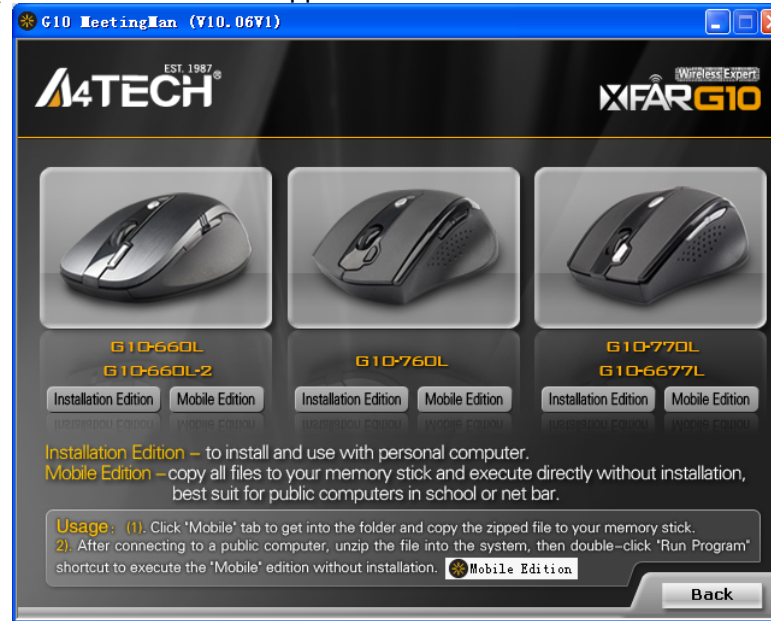 G10 MeetingMan (V10.06V1)
EST. 1987
A4TECH®
Wireless Expert
XFAR G10
G10-660L
G10-660L-2
G10-760L
G10-770L
G10-6677L
Installation Edition Mobile Edition Installation Edition Mobile Edition Installation Edition Mobile Edition
Installation Edition – to install and use with personal computer.
Mobile Edition – copy all files to your memory stick and execute directly without installation,
best suit for public computers in school or net bar.
Usage: (1). Click "Mobile" tab to get into the folder and copy the zipped file to your memory stick.
2). After connecting to a public computer, unzip the file into the system, then double-click "Run Program"
shortcut to execute the "Mobile" edition without installation. Mobile Edition
Back